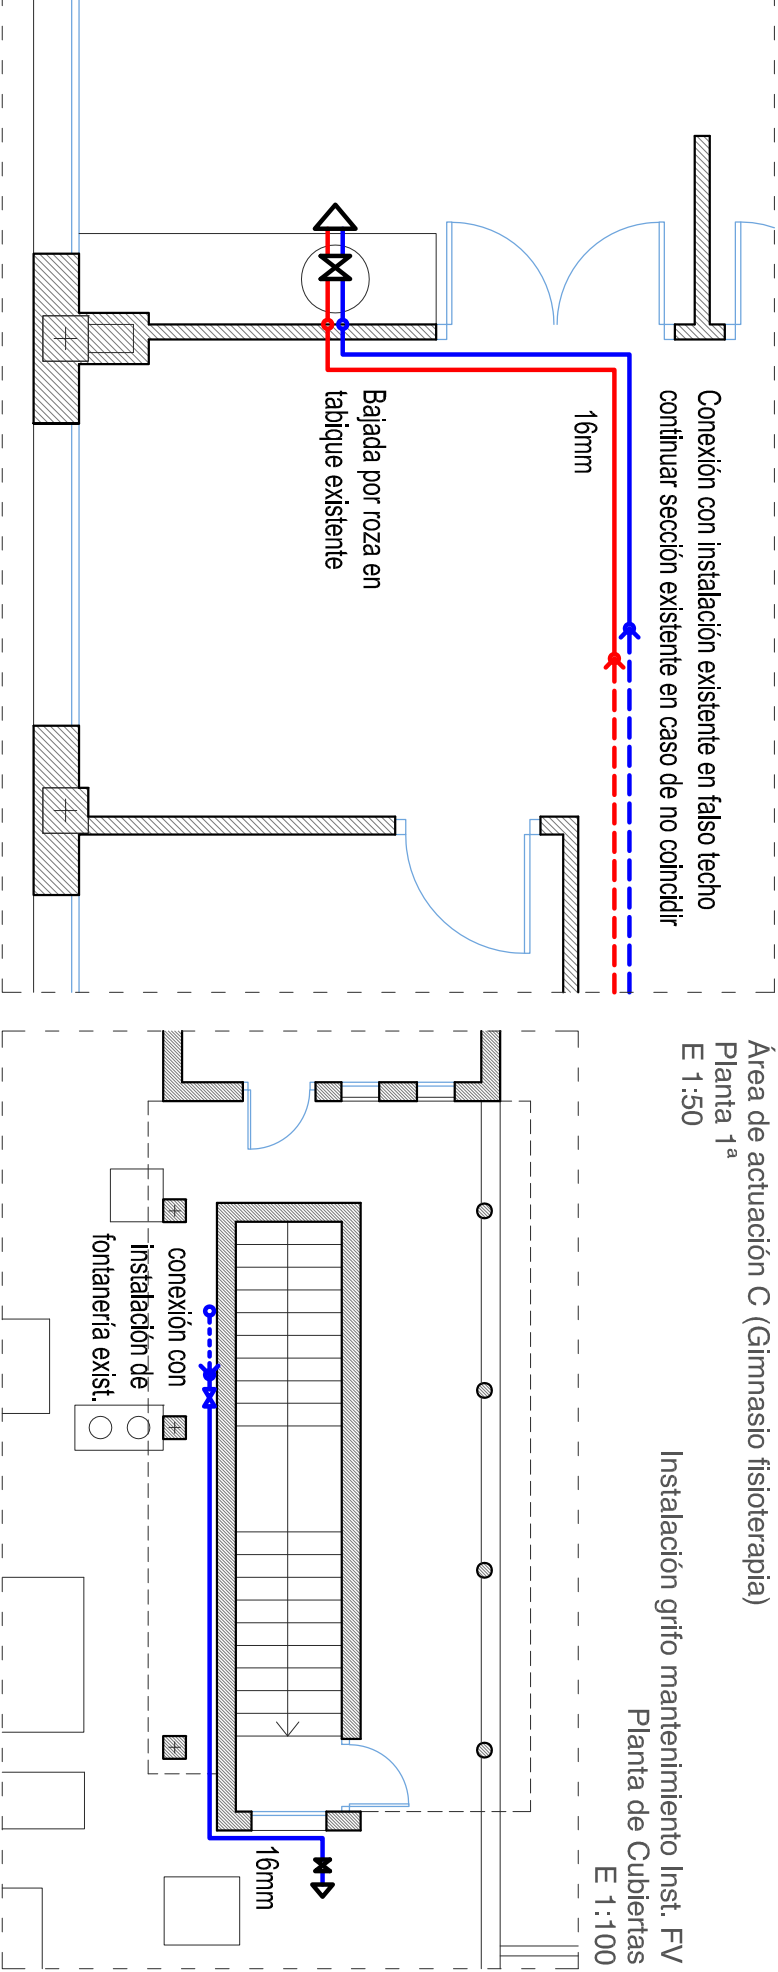 Conexión con instalación existente en falso techo
continuar sección existente en caso de no coincidir
16mm
Bajada por roza en
tabique existente
Área de actuación C (Gimnasio fisioterapia)
Planta 1ª
E 1:50
conexión con
instalación de
fontanería exist.
16mm
Instalación grifo mantenimiento Inst. FV
Planta de Cubiertas
E 1:100